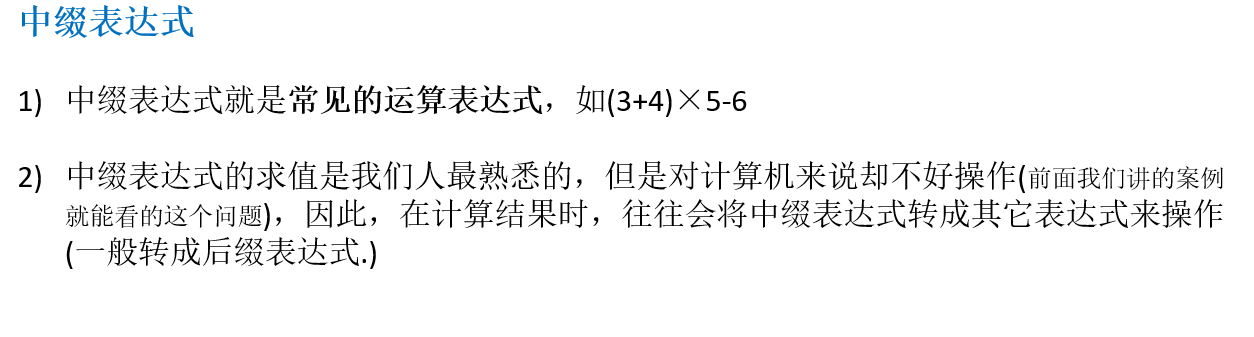 中缀表达式
1) 中缀表达式就是常见的运算表达式，如(3+4)×5-6
2) 中缀表达式的求值是我们人最熟悉的，但是对计算机来说却不好操作(前面我们讲的案例
就能看的这个问题)，因此，在计算结果时，往往会将中缀表达式转成其它表达式来操作
(一般转成后缀表达式.)